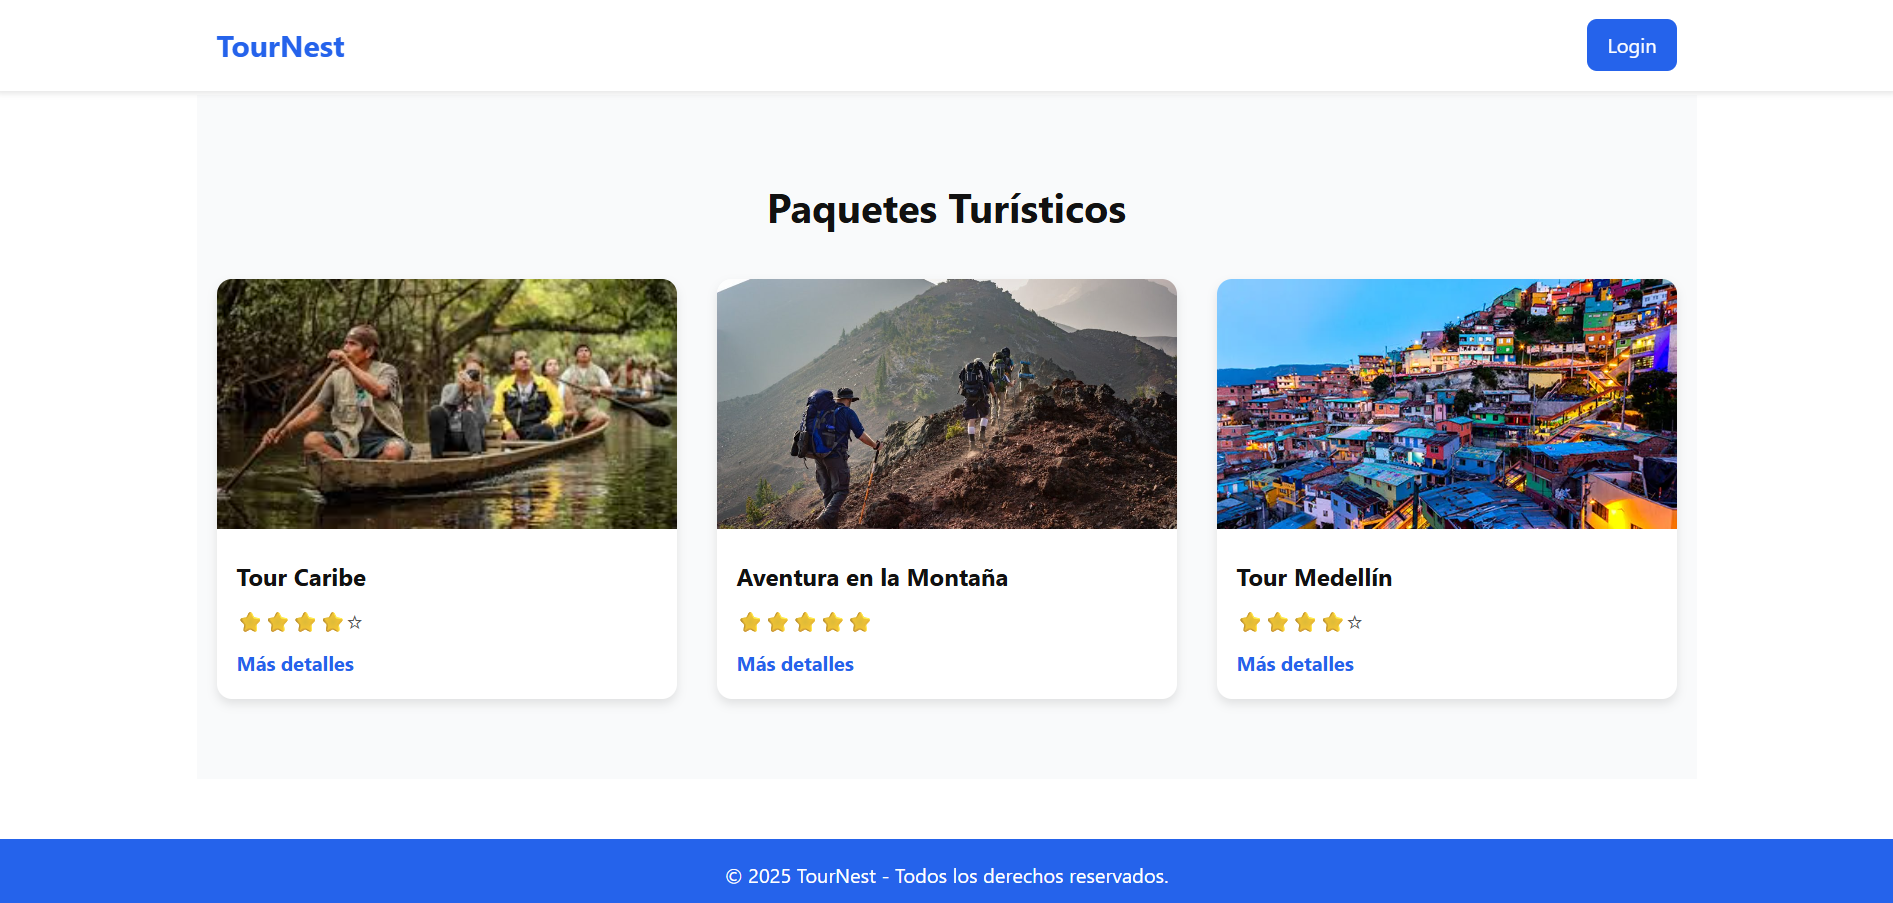 TourNest
Login
Paquetes Turísticos
Tour Caribe
⭐⭐⭐⭐☆
Más detalles
Aventura en la Montaña
⭐⭐⭐⭐⭐
Más detalles
Tour Medellín
⭐⭐⭐⭐☆
Más detalles
© 2025 TourNest - Todos los derechos reservados.